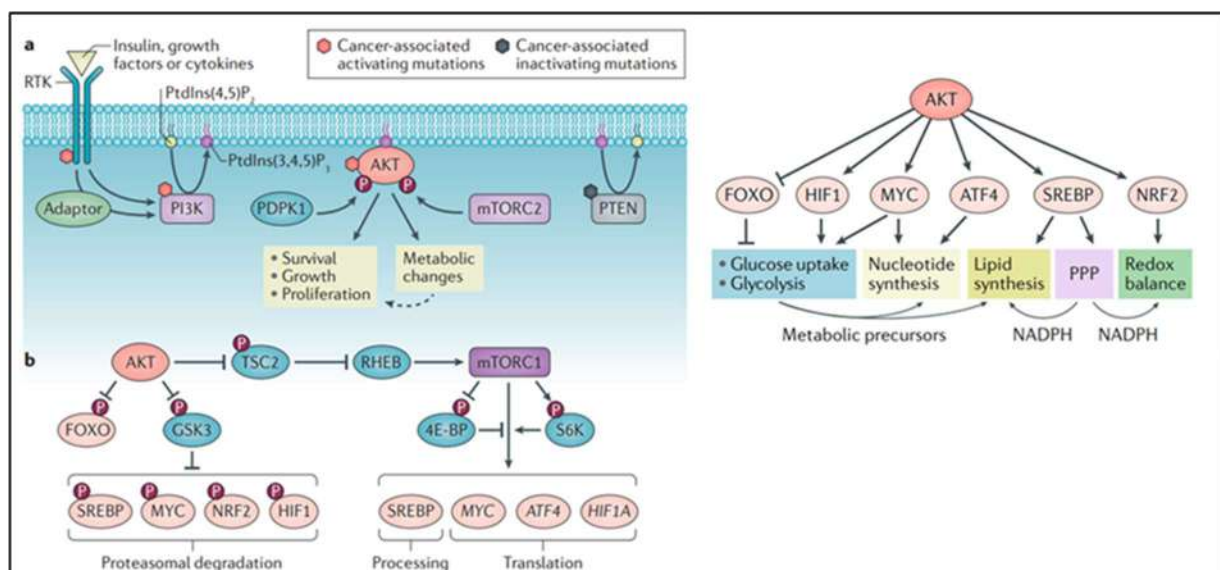 a
Insulin, growth
factors or cytokines
RTK
PtdIns(4,5)P2
PtdIns(3,4,5)P3
Cancer-associated
activating mutations
Cancer-associated
inactivating mutations
Adaptor
PI3K
PDPK1
AKT
P
P
mTORC2
PTEN
• Survival
• Growth
• Proliferation
Metabolic
changes
b
AKT
P
TSC2
RHEB
mTORC1
P
FOXO
P
GSK3
P
4E-BP
P
S6K
P
SREBP
P
MYC
P
NRF2
P
HIF1
Proteasomal degradation
SREBP
MYC
ATF4
HIF1A
Processing
Translation
AKT
FOXO
HIF1
MYC
ATF4
SREBP
NRF2
• Glucose uptake
• Glycolysis
Nucleotide
synthesis
Lipid
synthesis
PPP
Redox
balance
Metabolic precursors
NADPH
NADPH